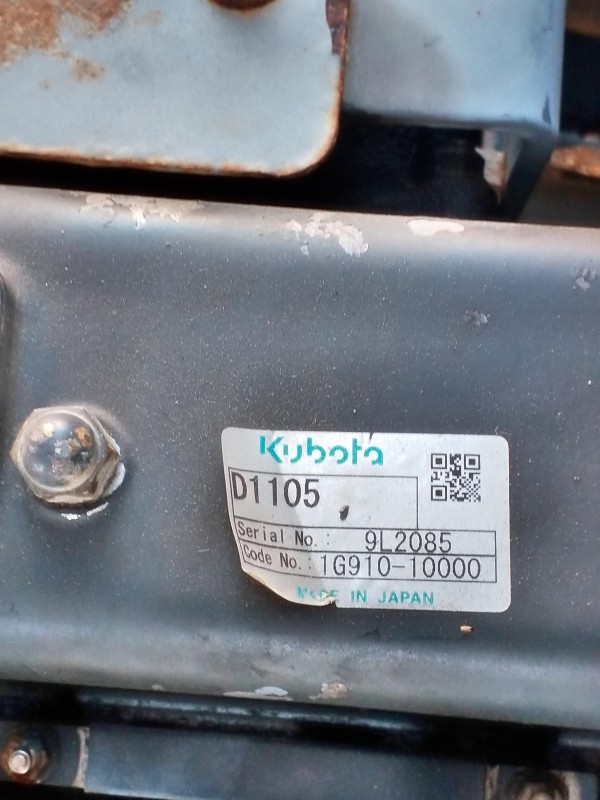 Kubota
D1105
Serial No.: 9L2085
Code No.: 1G910-10000
MADE IN JAPAN